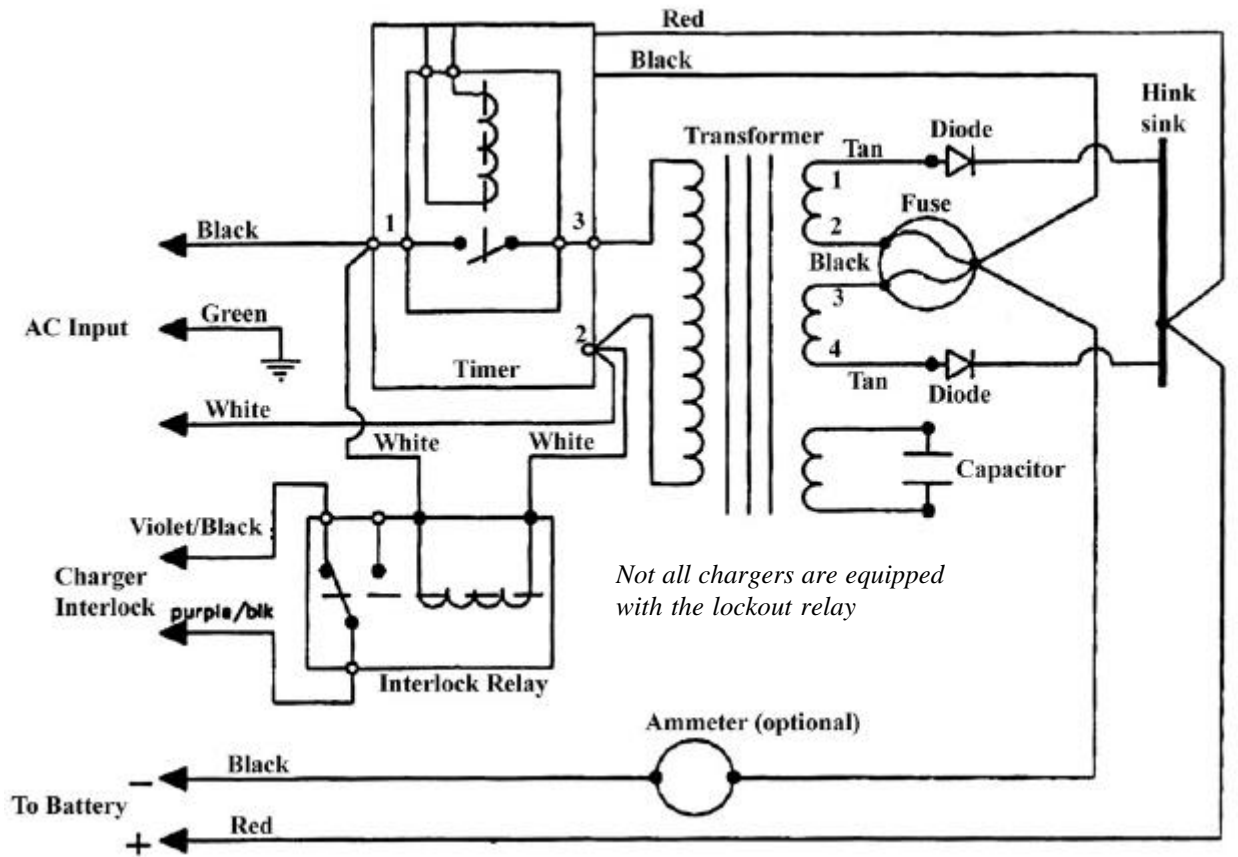 Red
Black
Hink
sink
Transformer
Diode
Tan
1
Fuse
2
Black
3
4
Tan
Diode
Capacitor
Black
1
3
AC Input
Green
2
Timer
White
White
White
Violet/Black
Charger
Interlock
purple/blk
Interlock Relay
Not all chargers are equipped
with the lockout relay
Ammeter (optional)
Black
−
To Battery
+
Red